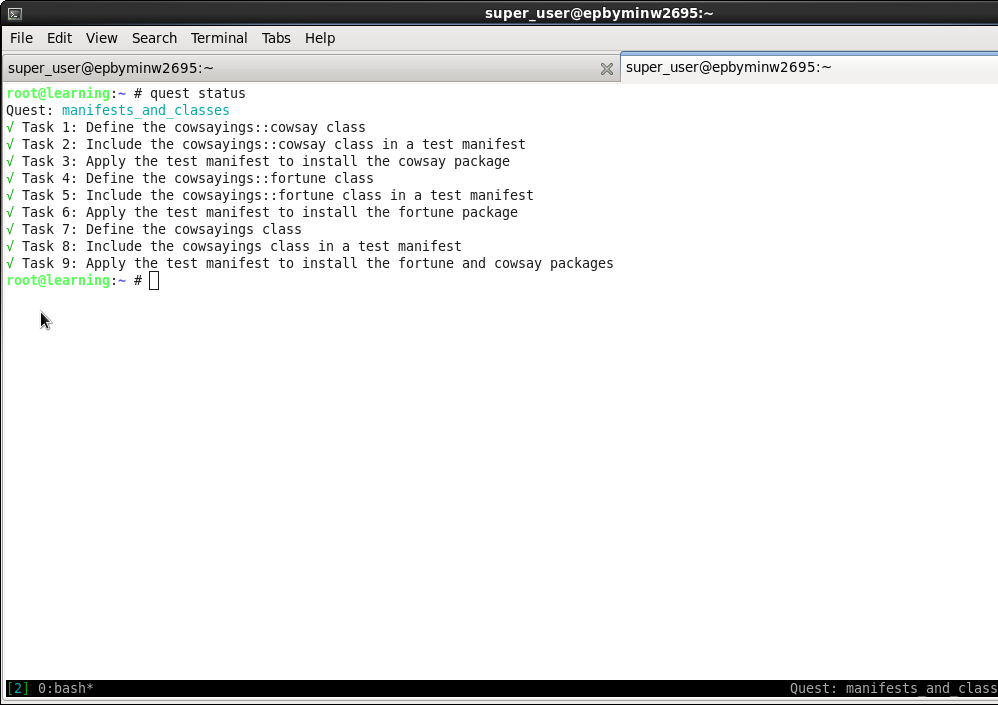 super_user@epbyminw2695:~
File Edit View Search Terminal Tabs Help
super_user@epbyminw2695:~ super_user@epbyminw2695:~
root@learning:~ # quest status
Quest: manifests_and_classes
√ Task 1: Define the cowsayings::cowsay class
√ Task 2: Include the cowsayings::cowsay class in a test manifest
√ Task 3: Apply the test manifest to install the cowsay package
√ Task 4: Define the cowsayings::fortune class
√ Task 5: Include the cowsayings::fortune class in a test manifest
√ Task 6: Apply the test manifest to install the fortune package
√ Task 7: Define the cowsayings class
√ Task 8: Include the cowsayings class in a test manifest
√ Task 9: Apply the test manifest to install the fortune and cowsay packages
root@learning:~ #
[2] 0:bash* Quest: manifests_and_class